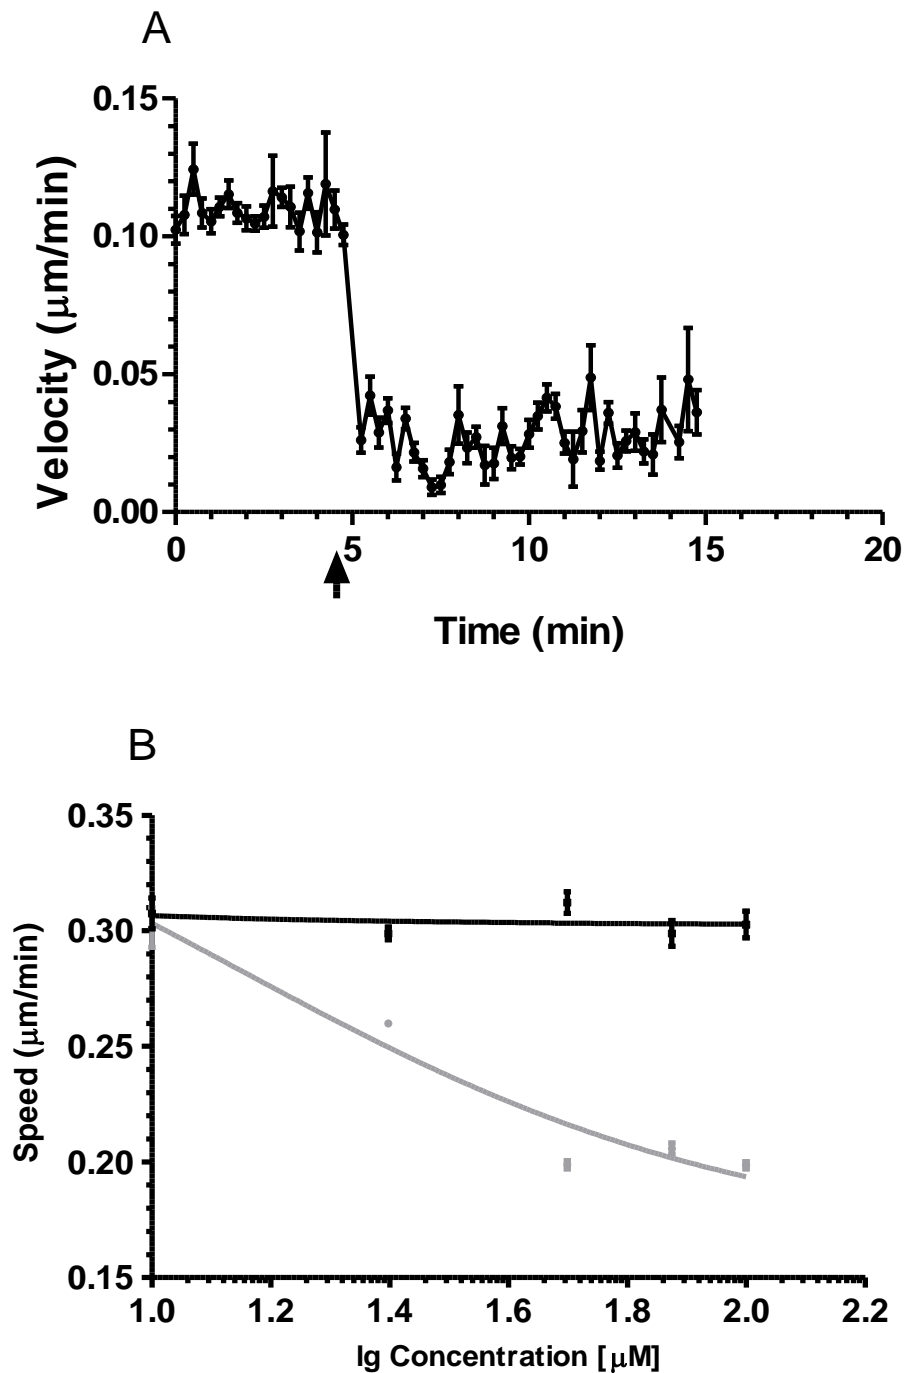 A
0.15
0.10
0.05
0.00
Velocity (μm/min)
0 5 10 15 20
Time (min)
B
0.35
0.30
0.25
0.20
0.15
Speed (μm/min)
1.0 1.2 1.4 1.6 1.8 2.0 2.2
lg Concentration [μM]